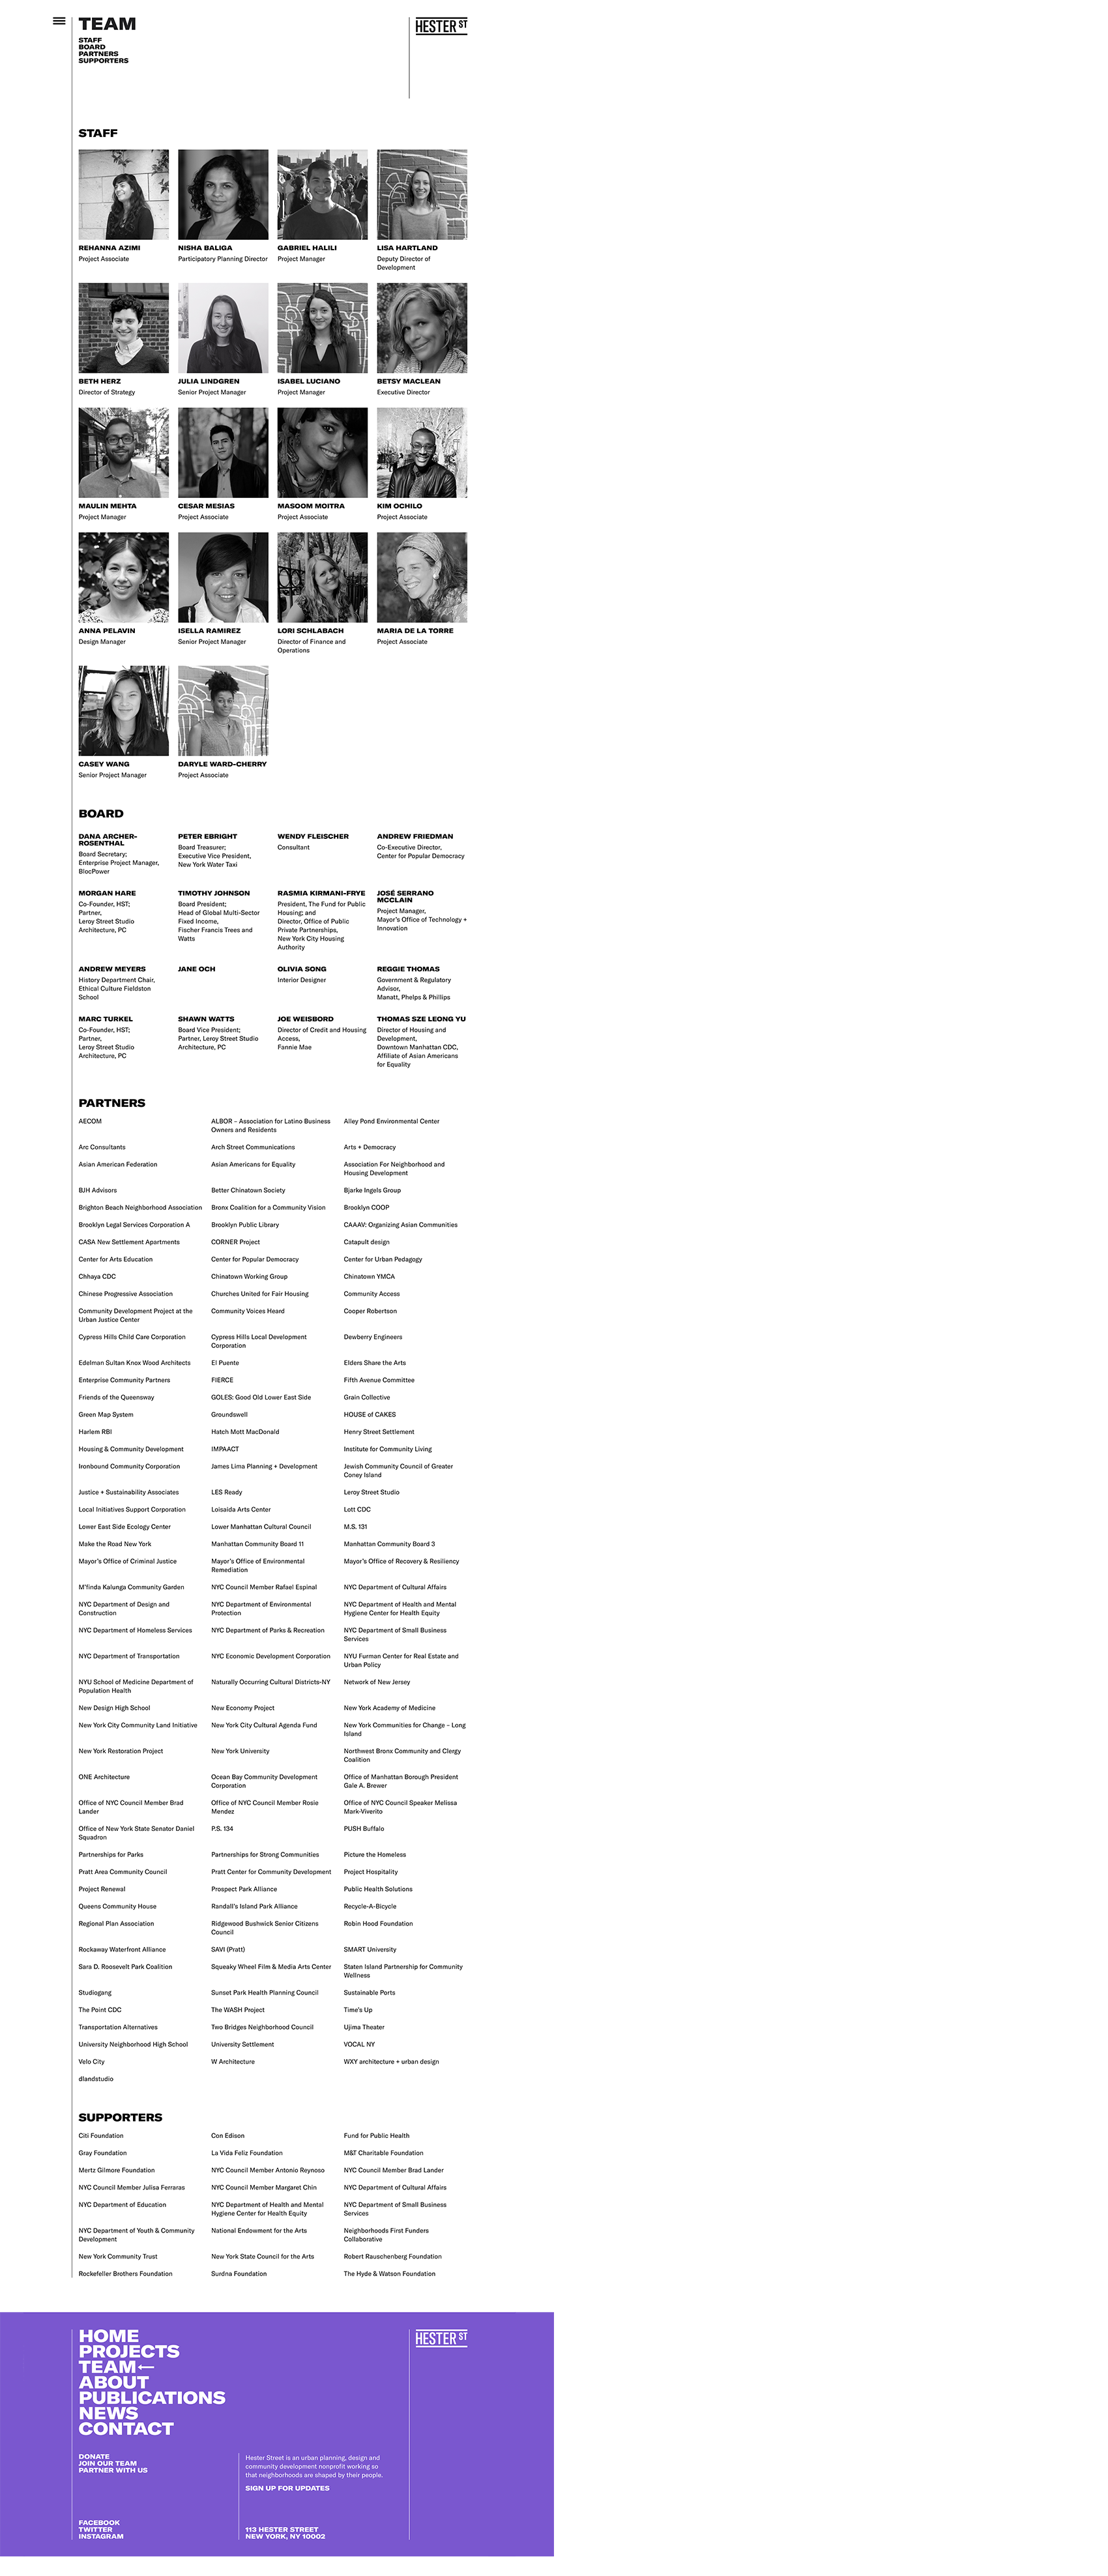 TEAM
HESTER ST
STAFF
BOARD
PARTNERS
SUPPORTERS
STAFF
REHANNA AZIMI
Project Associate
NISHA BALIGA
Participatory Planning Director
GABRIEL HALILI
Project Manager
LISA HARTLAND
Deputy Director of
Development
BETH HERZ
Director of Strategy
JULIA LINDGREN
Senior Project Manager
ISABEL LUCIANO
Project Manager
BETSY MACLEAN
Executive Director
MAULIN MEHTA
Project Manager
CESAR MESIAS
Project Associate
MASOOM MOITRA
Project Associate
KIM OCHILO
Project Associate
ANNA PELAVIN
Design Manager
ISELLA RAMIREZ
Senior Project Manager
LORI SCHLABACH
Director of Finance and
Operations
MARIA DE LA TORRE
Project Associate
CASEY WANG
Senior Project Manager
DARYLE WARD-CHERRY
Project Associate
BOARD
DANA ARCHER-
ROSENTHAL
Board Secretary;
Enterprise Project Manager,
BlocPower
PETER EBRIGHT
Board Treasurer;
Executive Vice President,
New York Water Taxi
WENDY FLEISCHER
Consultant
ANDREW FRIEDMAN
Co-Executive Director,
Center for Popular Democracy
MORGAN HARE
Co-Founder, HST;
Partner,
Leroy Street Studio
Architecture, PC
TIMOTHY JOHNSON
Board President;
Head of Global Multi-Sector
Fixed Income,
Fischer Francis Trees and
Watts
RASMIA KIRMANI-FRYE
President, The Fund for Public
Housing; and
Director, Office of Public
Private Partnerships,
New York City Housing
Authority
JOSÉ SERRANO
MCCLAIN
Project Manager,
Mayor's Office of Technology +
Innovation
ANDREW MEYERS
History Department Chair,
Ethical Culture Fieldston
School
JANE OCH
OLIVIA SONG
Interior Designer
REGGIE THOMAS
Government & Regulatory
Advisor,
Manatt, Phelps & Phillips
MARC TURKEL
Co-Founder, HST;
Partner,
Leroy Street Studio
Architecture, PC
SHAWN WATTS
Board Vice President;
Partner, Leroy Street Studio
Architecture, PC
JOE WEISBORD
Director of Credit and Housing
Access,
Fannie Mae
THOMAS SZE LEONG YU
Director of Housing and
Development,
Downtown Manhattan CDC,
Affiliate of Asian Americans
for Equality
PARTNERS
AECOM
ALBOR – Association for Latino Business
Owners and Residents
Alley Pond Environmental Center
Arc Consultants
Arch Street Communications
Arts + Democracy
Asian American Federation
Asian Americans for Equality
Association For Neighborhood and
Housing Development
BJH Advisors
Better Chinatown Society
Bjarke Ingels Group
Brighton Beach Neighborhood Association
Bronx Coalition for a Community Vision
Brooklyn COOP
Brooklyn Legal Services Corporation A
Brooklyn Public Library
CAAAV: Organizing Asian Communities
CASA New Settlement Apartments
CORNER Project
Catapult design
Center for Arts Education
Center for Popular Democracy
Center for Urban Pedagogy
Chhaya CDC
Chinatown Working Group
Chinatown YMCA
Chinese Progressive Association
Churches United for Fair Housing
Community Access
Community Development Project at the
Urban Justice Center
Community Voices Heard
Cooper Robertson
Cypress Hills Child Care Corporation
Cypress Hills Local Development
Corporation
Dewberry Engineers
Edelman Sultan Knox Wood Architects
El Puente
Elders Share the Arts
Enterprise Community Partners
FIERCE
Fifth Avenue Committee
Friends of the Queensway
GOLES: Good Old Lower East Side
Grain Collective
Green Map System
Groundswell
HOUSE of CAKES
Harlem RBI
Hatch Mott MacDonald
Henry Street Settlement
Housing & Community Development
IMPAACT
Institute for Community Living
Ironbound Community Corporation
James Lima Planning + Development
Jewish Community Council of Greater
Coney Island
Justice + Sustainability Associates
LES Ready
Leroy Street Studio
Local Initiatives Support Corporation
Loisaida Arts Center
Lott CDC
Lower East Side Ecology Center
Lower Manhattan Cultural Council
M.S. 131
Make the Road New York
Manhattan Community Board 11
Manhattan Community Board 3
Mayor's Office of Criminal Justice
Mayor's Office of Environmental
Remediation
Mayor's Office of Recovery & Resiliency
M'finda Kalunga Community Garden
NYC Council Member Rafael Espinal
NYC Department of Cultural Affairs
NYC Department of Design and
Construction
NYC Department of Environmental
Protection
NYC Department of Health and Mental
Hygiene Center for Health Equity
NYC Department of Homeless Services
NYC Department of Parks & Recreation
NYC Department of Small Business
Services
NYC Department of Transportation
NYC Economic Development Corporation
NYU Furman Center for Real Estate and
Urban Policy
NYU School of Medicine Department of
Population Health
Naturally Occurring Cultural Districts-NY
Network of New Jersey
New Design High School
New Economy Project
New York Academy of Medicine
New York City Community Land Initiative
New York City Cultural Agenda Fund
New York Communities for Change – Long
Island
New York Restoration Project
New York University
Northwest Bronx Community and Clergy
Coalition
ONE Architecture
Ocean Bay Community Development
Corporation
Office of Manhattan Borough President
Gale A. Brewer
Office of NYC Council Member Brad
Lander
Office of NYC Council Member Rosie
Mendez
Office of NYC Council Speaker Melissa
Mark-Viverito
Office of New York State Senator Daniel
Squadron
P.S. 134
PUSH Buffalo
Partnerships for Parks
Partnerships for Strong Communities
Picture the Homeless
Pratt Area Community Council
Pratt Center for Community Development
Project Hospitality
Project Renewal
Prospect Park Alliance
Public Health Solutions
Queens Community House
Randall's Island Park Alliance
Recycle-A-Bicycle
Regional Plan Association
Ridgewood Bushwick Senior Citizens
Council
Robin Hood Foundation
Rockaway Waterfront Alliance
SAVI (Pratt)
SMART University
Sara D. Roosevelt Park Coalition
Squeaky Wheel Film & Media Arts Center
Staten Island Partnership for Community
Wellness
Studiogang
Sunset Park Health Planning Council
Sustainable Ports
The Point CDC
The WASH Project
Time's Up
Transportation Alternatives
Two Bridges Neighborhood Council
Ujima Theater
University Neighborhood High School
University Settlement
VOCAL NY
Velo City
W Architecture
WXY architecture + urban design
dlandstudio
SUPPORTERS
Citi Foundation
Con Edison
Fund for Public Health
Gray Foundation
La Vida Feliz Foundation
M&T Charitable Foundation
Mertz Gilmore Foundation
NYC Council Member Antonio Reynoso
NYC Council Member Brad Lander
NYC Council Member Julisa Ferraras
NYC Council Member Margaret Chin
NYC Department of Cultural Affairs
NYC Department of Education
NYC Department of Health and Mental
Hygiene Center for Health Equity
NYC Department of Small Business
Services
NYC Department of Youth & Community
Development
National Endowment for the Arts
Neighborhoods First Funders
Collaborative
New York Community Trust
New York State Council for the Arts
Robert Rauschenberg Foundation
Rockefeller Brothers Foundation
Surdna Foundation
The Hyde & Watson Foundation
HOME
PROJECTS
TEAM←
ABOUT
PUBLICATIONS
NEWS
CONTACT
HESTER ST
DONATE
JOIN OUR TEAM
PARTNER WITH US
Hester Street is an urban planning, design and
community development nonprofit working so
that neighborhoods are shaped by their people.
SIGN UP FOR UPDATES
FACEBOOK
TWITTER
INSTAGRAM
113 HESTER STREET
NEW YORK, NY 10002